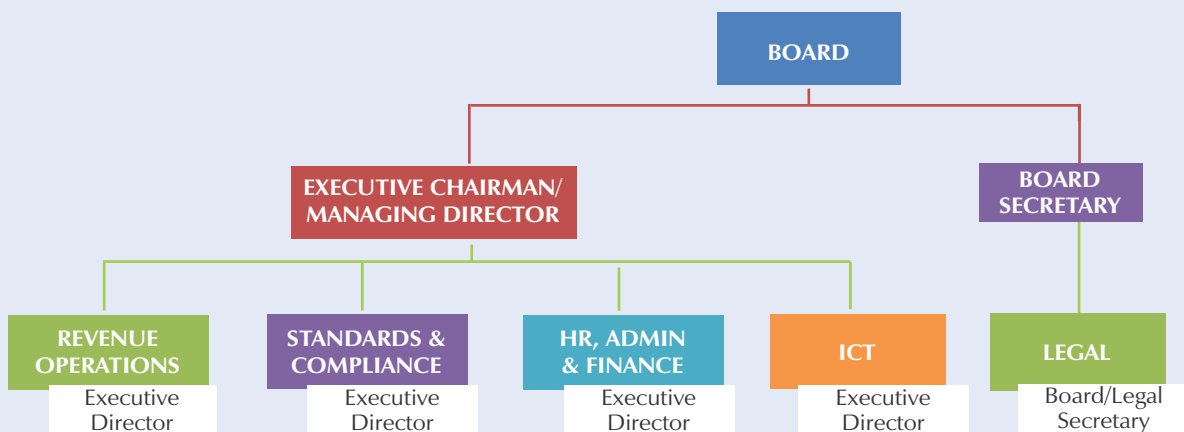 BOARD
EXECUTIVE CHAIRMAN/
MANAGING DIRECTOR
BOARD
SECRETARY
REVENUE
OPERATIONS
Executive
Director
STANDARDS &
COMPLIANCE
Executive
Director
HR, ADMIN
& FINANCE
Executive
Director
ICT
Executive
Director
LEGAL
Board/Legal
Secretary